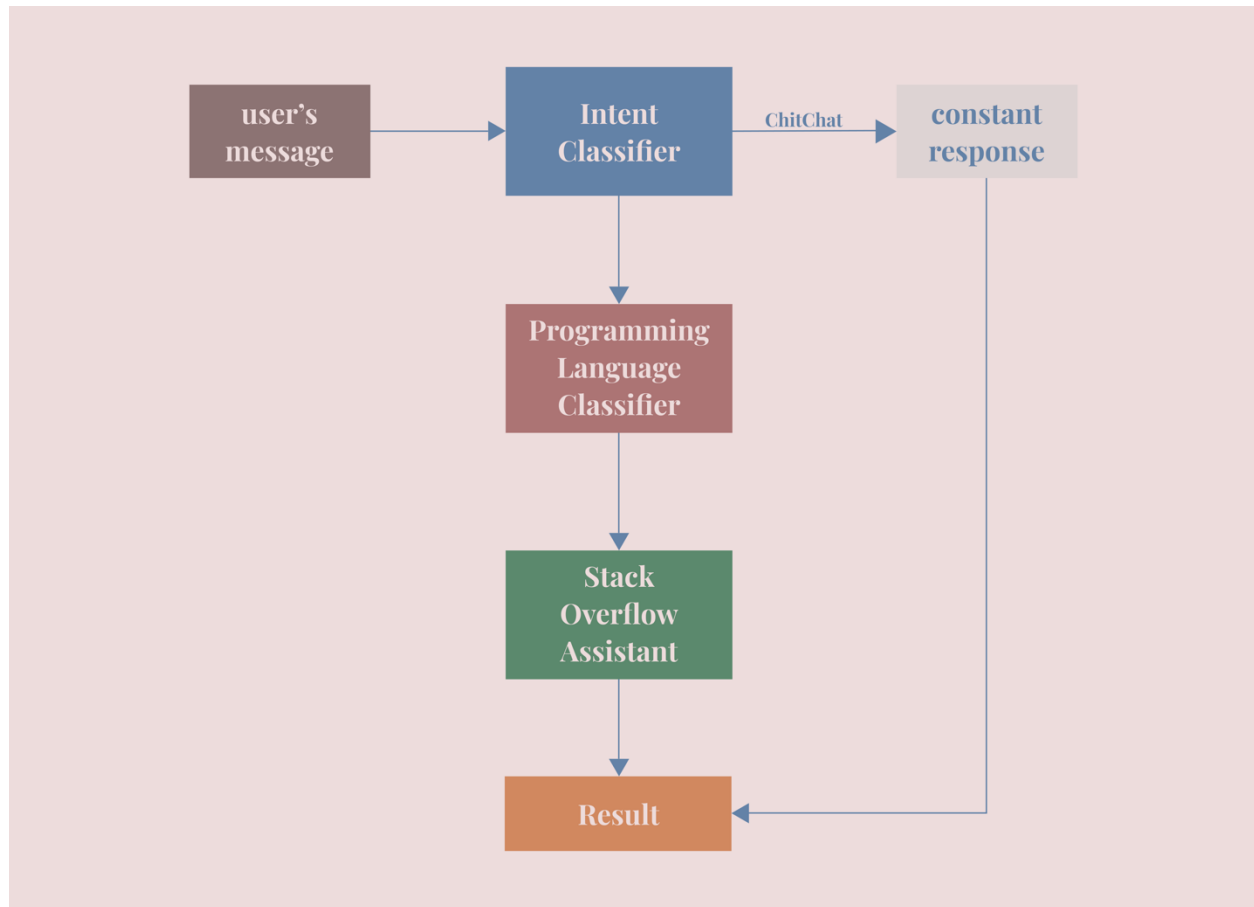 user’s
message
Intent
Classifier
ChitChat
constant
response
Programming
Language
Classifier
Stack
Overflow
Assistant
Result